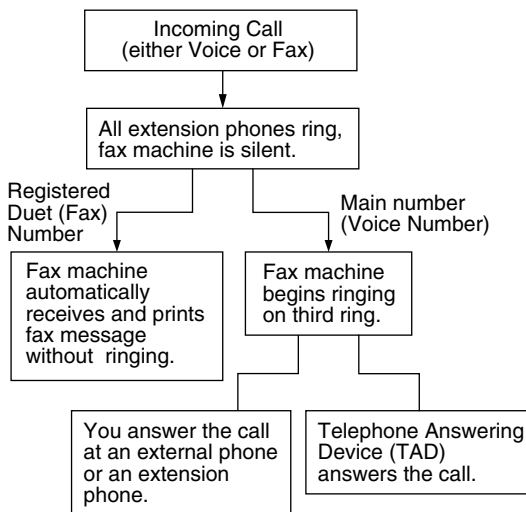 Incoming Call
(either Voice or Fax)
All extension phones ring,
fax machine is silent.
Registered
Duet (Fax)
Number
Main number
(Voice Number)
Fax machine
automatically
receives and prints
fax message
without ringing.
Fax machine
begins ringing
on third ring.
You answer the call
at an external phone
or an extension
phone.
Telephone Answering
Device (TAD)
answers the call.